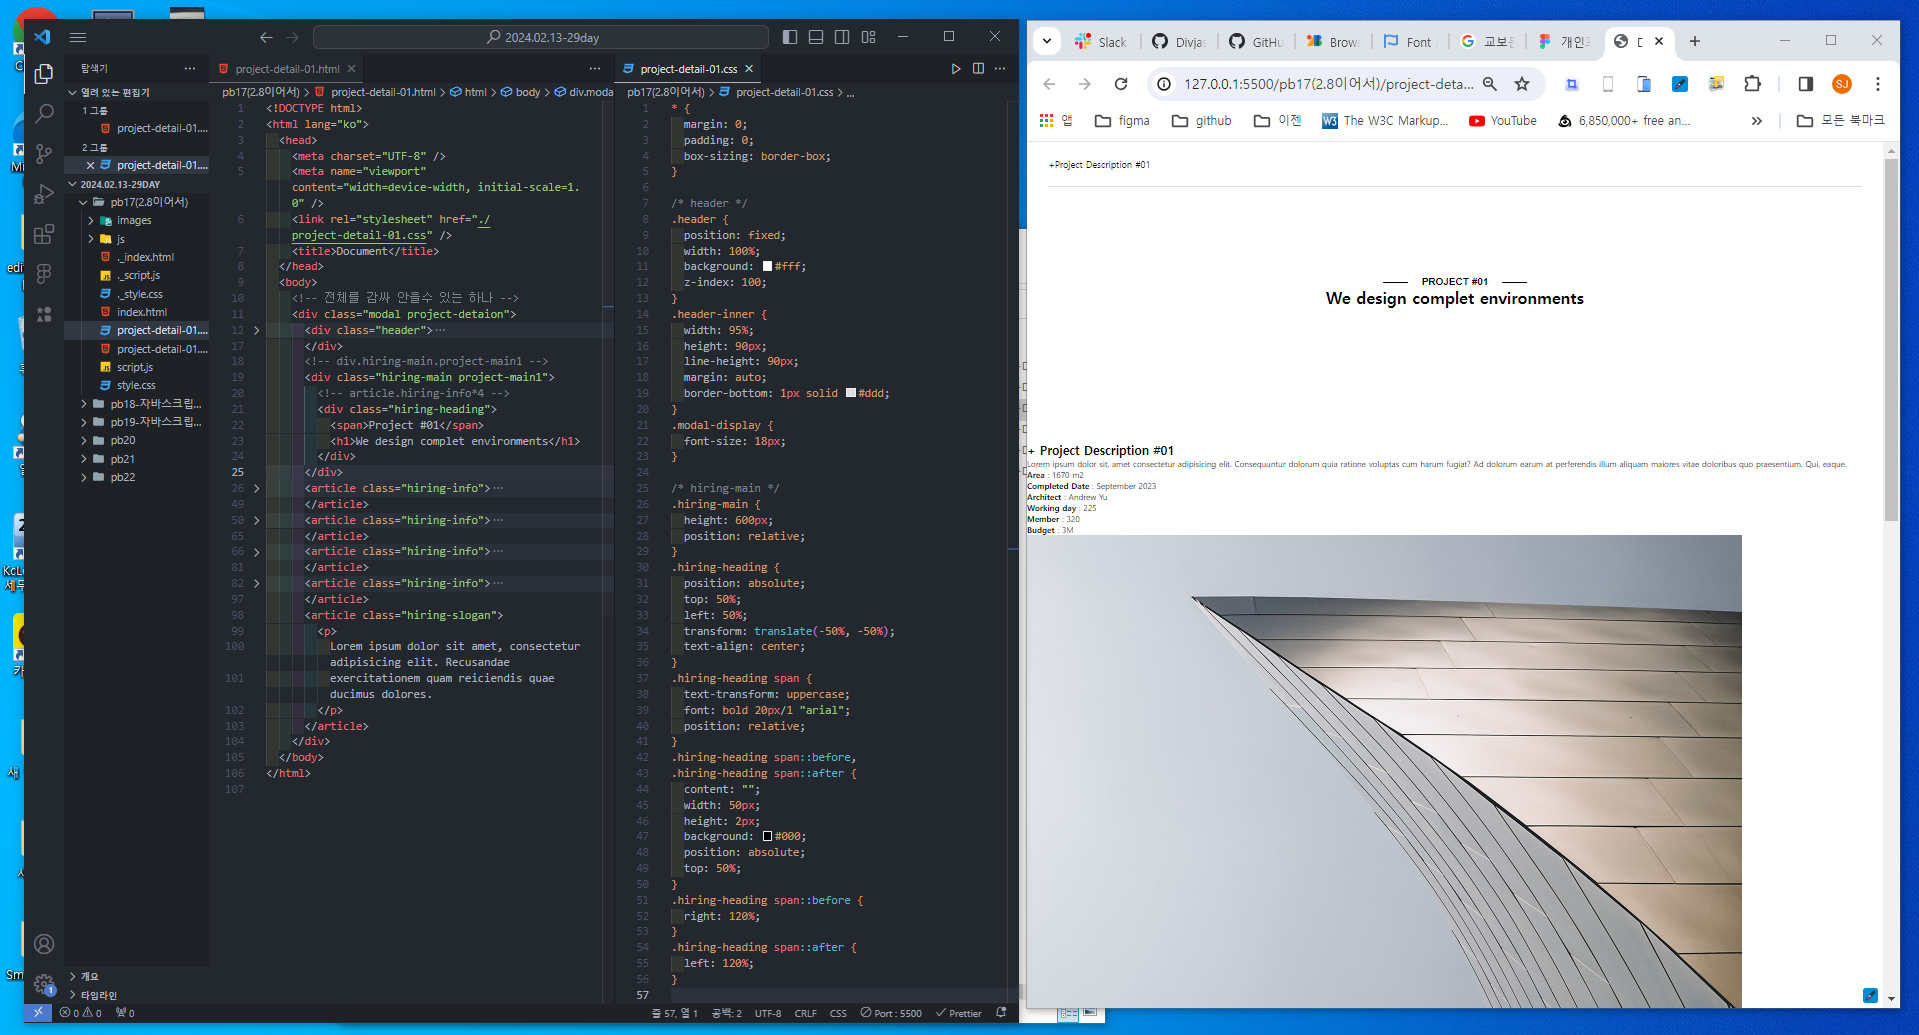 2024.02.13-29day
탐색기
project-detail-01.html
project-detail-01.css
열려 있는 편집기
1 그룹
project-detail-01....
2 그룹
project-detail-01....
2024.02.13-29DAY
pb17(2.8이어서)
images
js
._index.html
._script.js
._style.css
index.html
project-detail-01....
project-detail-01....
script.js
style.css
pb18-자바스크립...
pb19-자바스크립...
pb20
pb21
pb22
개요
타임라인
pb17(2.8이어서) > project-detail-01.html > html > body > div.moda
1 <!DOCTYPE html>
2 <html lang="ko">
3 <head>
4 <meta charset="UTF-8" />
5 <meta name="viewport"
content="width=device-width, initial-scale=1.
0" />
6 <link rel="stylesheet" href="./
project-detail-01.css" />
7 <title>Document</title>
8 </head>
9 <body>
10 <!-- 전체를 감싸 안을수 있는 하나 -->
11 <div class="modal project-detaion">
12 <div class="header">…
17 </div>
18 <!-- div.hiring-main.project-main1 -->
19 <div class="hiring-main project-main1">
20 <!-- article.hiring-info*4 -->
21 <div class="hiring-heading">
22 <span>Project #01</span>
23 <h1>We design complet environments</h1>
24 </div>
25 </div>
26 <article class="hiring-info">…
49 </article>
50 <article class="hiring-info">…
65 </article>
66 <article class="hiring-info">…
81 </article>
82 <article class="hiring-info">…
97 </article>
98 <article class="hiring-slogan">
99 <p>
100 Lorem ipsum dolor sit amet, consectetur
adipisicing elit. Recusandae
101 exercitationem quam reiciendis quae
ducimus dolores.
102 </p>
103 </article>
104 </div>
105 </body>
106 </html>
107
pb17(2.8이어서) > project-detail-01.css > ...
1 * {
2 margin: 0;
3 padding: 0;
4 box-sizing: border-box;
5 }
6
7 /* header */
8 .header {
9 position: fixed;
10 width: 100%;
11 background: #fff;
12 z-index: 100;
13 }
14 .header-inner {
15 width: 95%;
16 height: 90px;
17 line-height: 90px;
18 margin: auto;
19 border-bottom: 1px solid #ddd;
20 }
21 .modal-display {
22 font-size: 18px;
23 }
24
25 /* hiring-main */
26 .hiring-main {
27 height: 600px;
28 position: relative;
29 }
30 .hiring-heading {
31 position: absolute;
32 top: 50%;
33 left: 50%;
34 transform: translate(-50%, -50%);
35 text-align: center;
36 }
37 .hiring-heading span {
38 text-transform: uppercase;
39 font: bold 20px/1 "arial";
40 position: relative;
41 }
42 .hiring-heading span::before,
43 .hiring-heading span::after {
44 content: "";
45 width: 50px;
46 height: 2px;
47 background: #000;
48 position: absolute;
49 top: 50%;
50 }
51 .hiring-heading span::before {
52 right: 120%;
53 }
54 .hiring-heading span::after {
55 left: 120%;
56 }
57
0 0 0
줄 57, 열 1 공백: 2 UTF-8 CRLF CSS Port : 5500 Prettier
Slack Divjas GitHu Brows Font 교보문 개인프
127.0.0.1:5500/pb17(2.8이어서)/project-deta...
SJ
앱 figma github 이젠 The W3C Markup... YouTube 6,850,000+ free an... » 모든 북마크
+Project Description #01
PROJECT #01
We design complet environments
+ Project Description #01
Lorem ipsum dolor sit, amet consectetur adipisicing elit. Consequuntur dolorum quia ratione voluptas cum harum fugiat? Ad dolorum earum at perferendis illum aliquam maiores vitae doloribus quo praesentium. Qui, eaque.
Area : 1670 m2
Completed Date : September 2023
Architect : Andrew Yu
Working day : 225
Member : 320
Budget : 3M